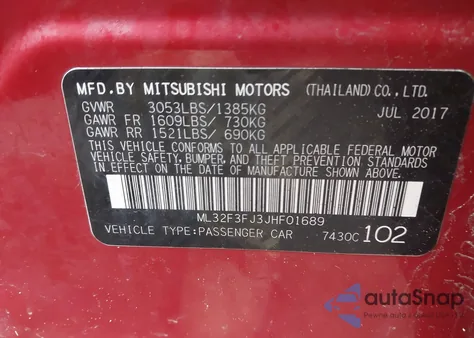 MFD.BY MITSUBISHI MOTORS (THAILAND) CO., LTD.
GVWR 3053LBS/1385KG JUL 2017
GAWR FR 1609LBS/ 730KG
GAWR RR 1521LBS/ 690KG
THIS VEHICLE CONFORMS TO ALL APPLICABLE FEDERAL MOTOR
VEHICLE SAFETY, BUMPER, AND THEFT PREVENTION STANDARDS
IN EFFECT ON THE DATE OF MANUFACTURE SHOWN ABOVE.
ML32F3FJ3JHF01689
VEHICLE TYPE:PASSENGER CAR 7430C 102
autoSnap